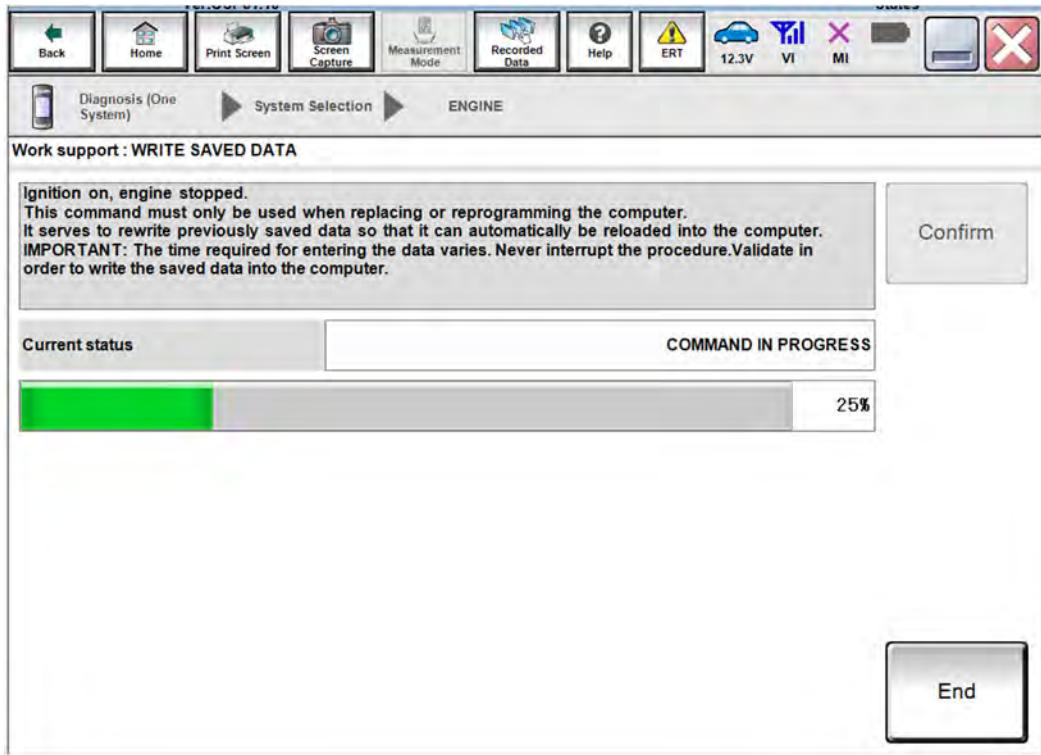 Back
Home
Print Screen
Screen
Capture
Measurement
Mode
Recorded
Data
Help
ERT
12.3V
VI
MI
Diagnosis (One
System)
System Selection
ENGINE
Work support : WRITE SAVED DATA
Ignition on, engine stopped.
This command must only be used when replacing or reprogramming the computer.
It serves to rewrite previously saved data so that it can automatically be reloaded into the computer.
IMPORTANT: The time required for entering the data varies. Never interrupt the procedure.Validate in
order to write the saved data into the computer.
Confirm
Current status
COMMAND IN PROGRESS
25%
End